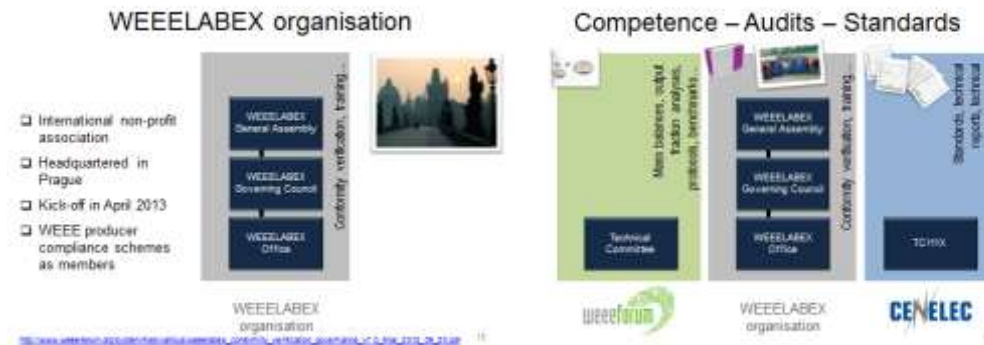 WEEELABEX organisation
International non-profit
association
Headquartered in
Prague
Kick-off in April 2013
WEEE producer
compliance schemes
as members
WEEELABEX
General Assembly
WEEELABEX
Governing Council
WEEELABEX
Office
Conformity verification, training...
WEEELABEX
organisation
Competence – Audits – Standards
Mass balances, output
fraction analyses,
protocols, benchmarks...
Technical
Committee
weeeforum
WEEELABEX
General Assembly
WEEELABEX
Governing Council
WEEELABEX
Office
Conformity verification, training...
WEEELABEX
organisation
Standards, technical
reports, technical
CENELEC